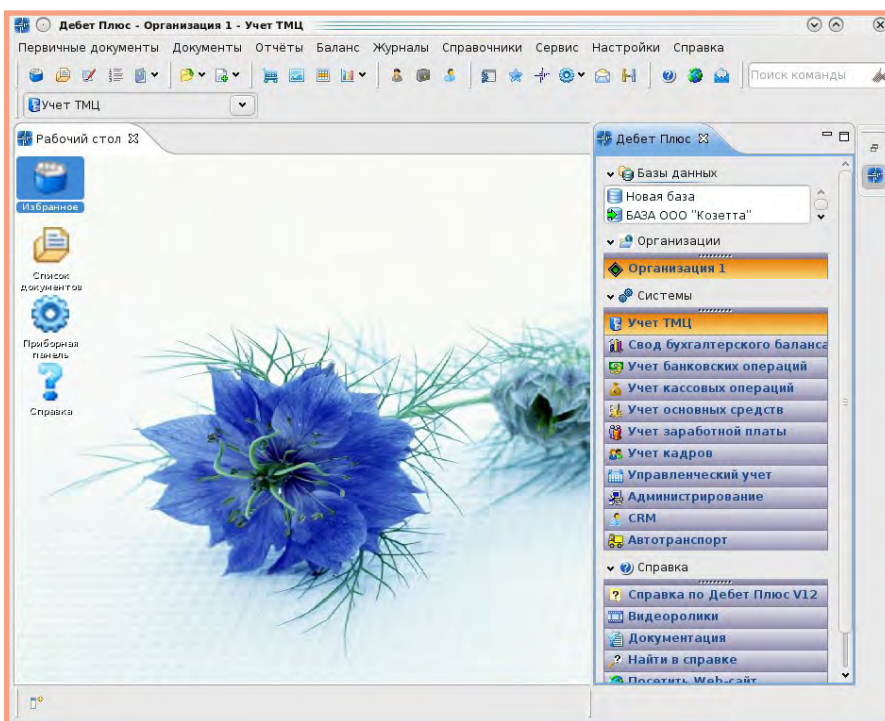 Дебет Плюс - Организация 1 - Учет ТМЦ
Первичные документы Документы Отчёты Баланс Журналы Справочники Сервис Настройки Справка
Поиск команды
Учет ТМЦ
Рабочий стол
Избранное
Список
документов
Приборная
панель
Справка
Дебет Плюс
Базы данных
Новая база
БАЗА ООО "Козетта"
Организации
Организация 1
Системы
Учет ТМЦ
Свод бухгалтерского баланса
Учет банковских операций
Учет кассовых операций
Учет основных средств
Учет заработной платы
Учет кадров
Управленческий учет
Администрирование
CRM
Автотранспорт
Справка
Справка по Дебет Плюс V12
Видеоролики
Документация
Найти в справке
Посетить Web-сайт